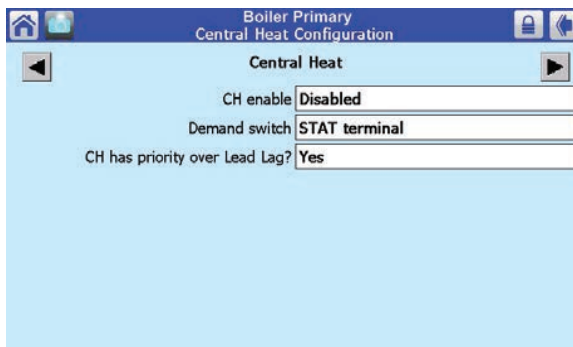 Boiler Primary
Central Heat Configuration
Central Heat
CH enable Disabled
Demand switch STAT terminal
CH has priority over Lead Lag? Yes